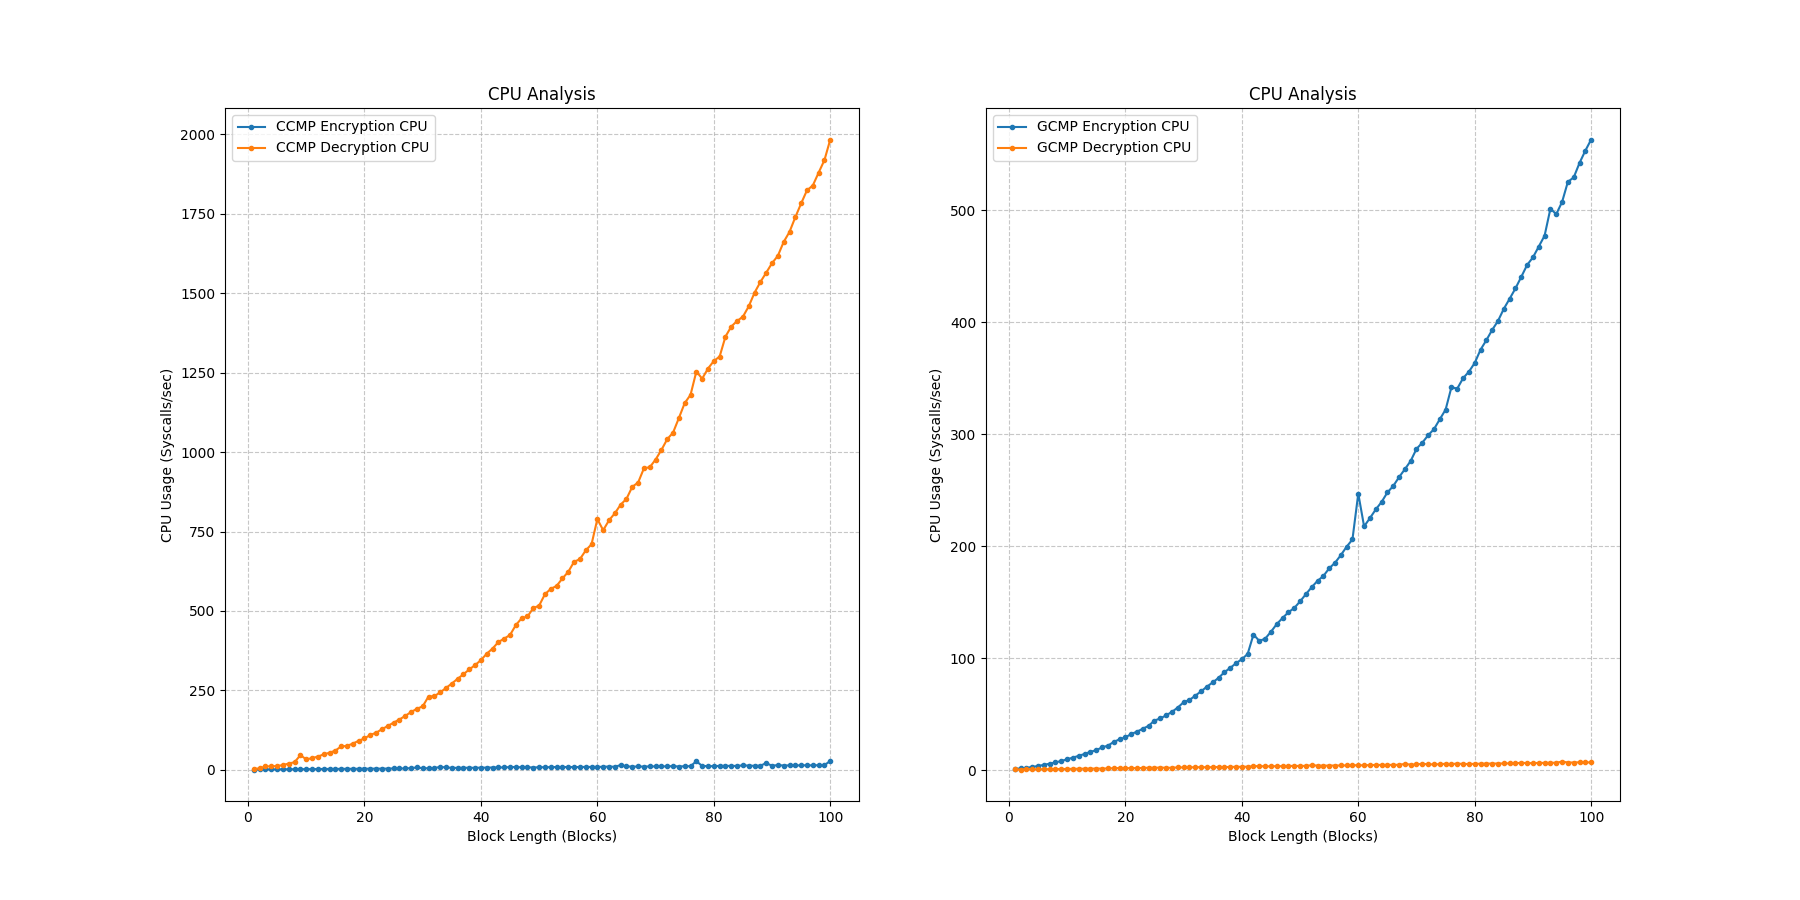 CPU Analysis
CCMP Encryption CPU
CCMP Decryption CPU
CPU Usage (Syscalls/sec)
2000
1750
1500
1250
1000
750
500
250
0
0 20 40 60 80 100
Block Length (Blocks)
CPU Analysis
GCMP Encryption CPU
GCMP Decryption CPU
CPU Usage (Syscalls/sec)
500
400
300
200
100
0
0 20 40 60 80 100
Block Length (Blocks)